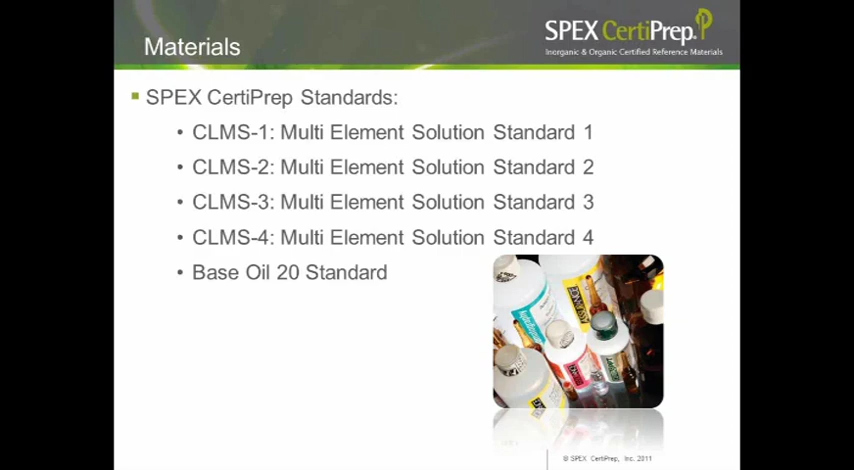 Materials
SPEX CertiPrep
Inorganic & Organic Certified Reference Materials
SPEX CertiPrep Standards:
• CLMS-1: Multi Element Solution Standard 1
• CLMS-2: Multi Element Solution Standard 2
• CLMS-3: Multi Element Solution Standard 3
• CLMS-4: Multi Element Solution Standard 4
• Base Oil 20 Standard
© SPEX CertiPrep, Inc. 2011